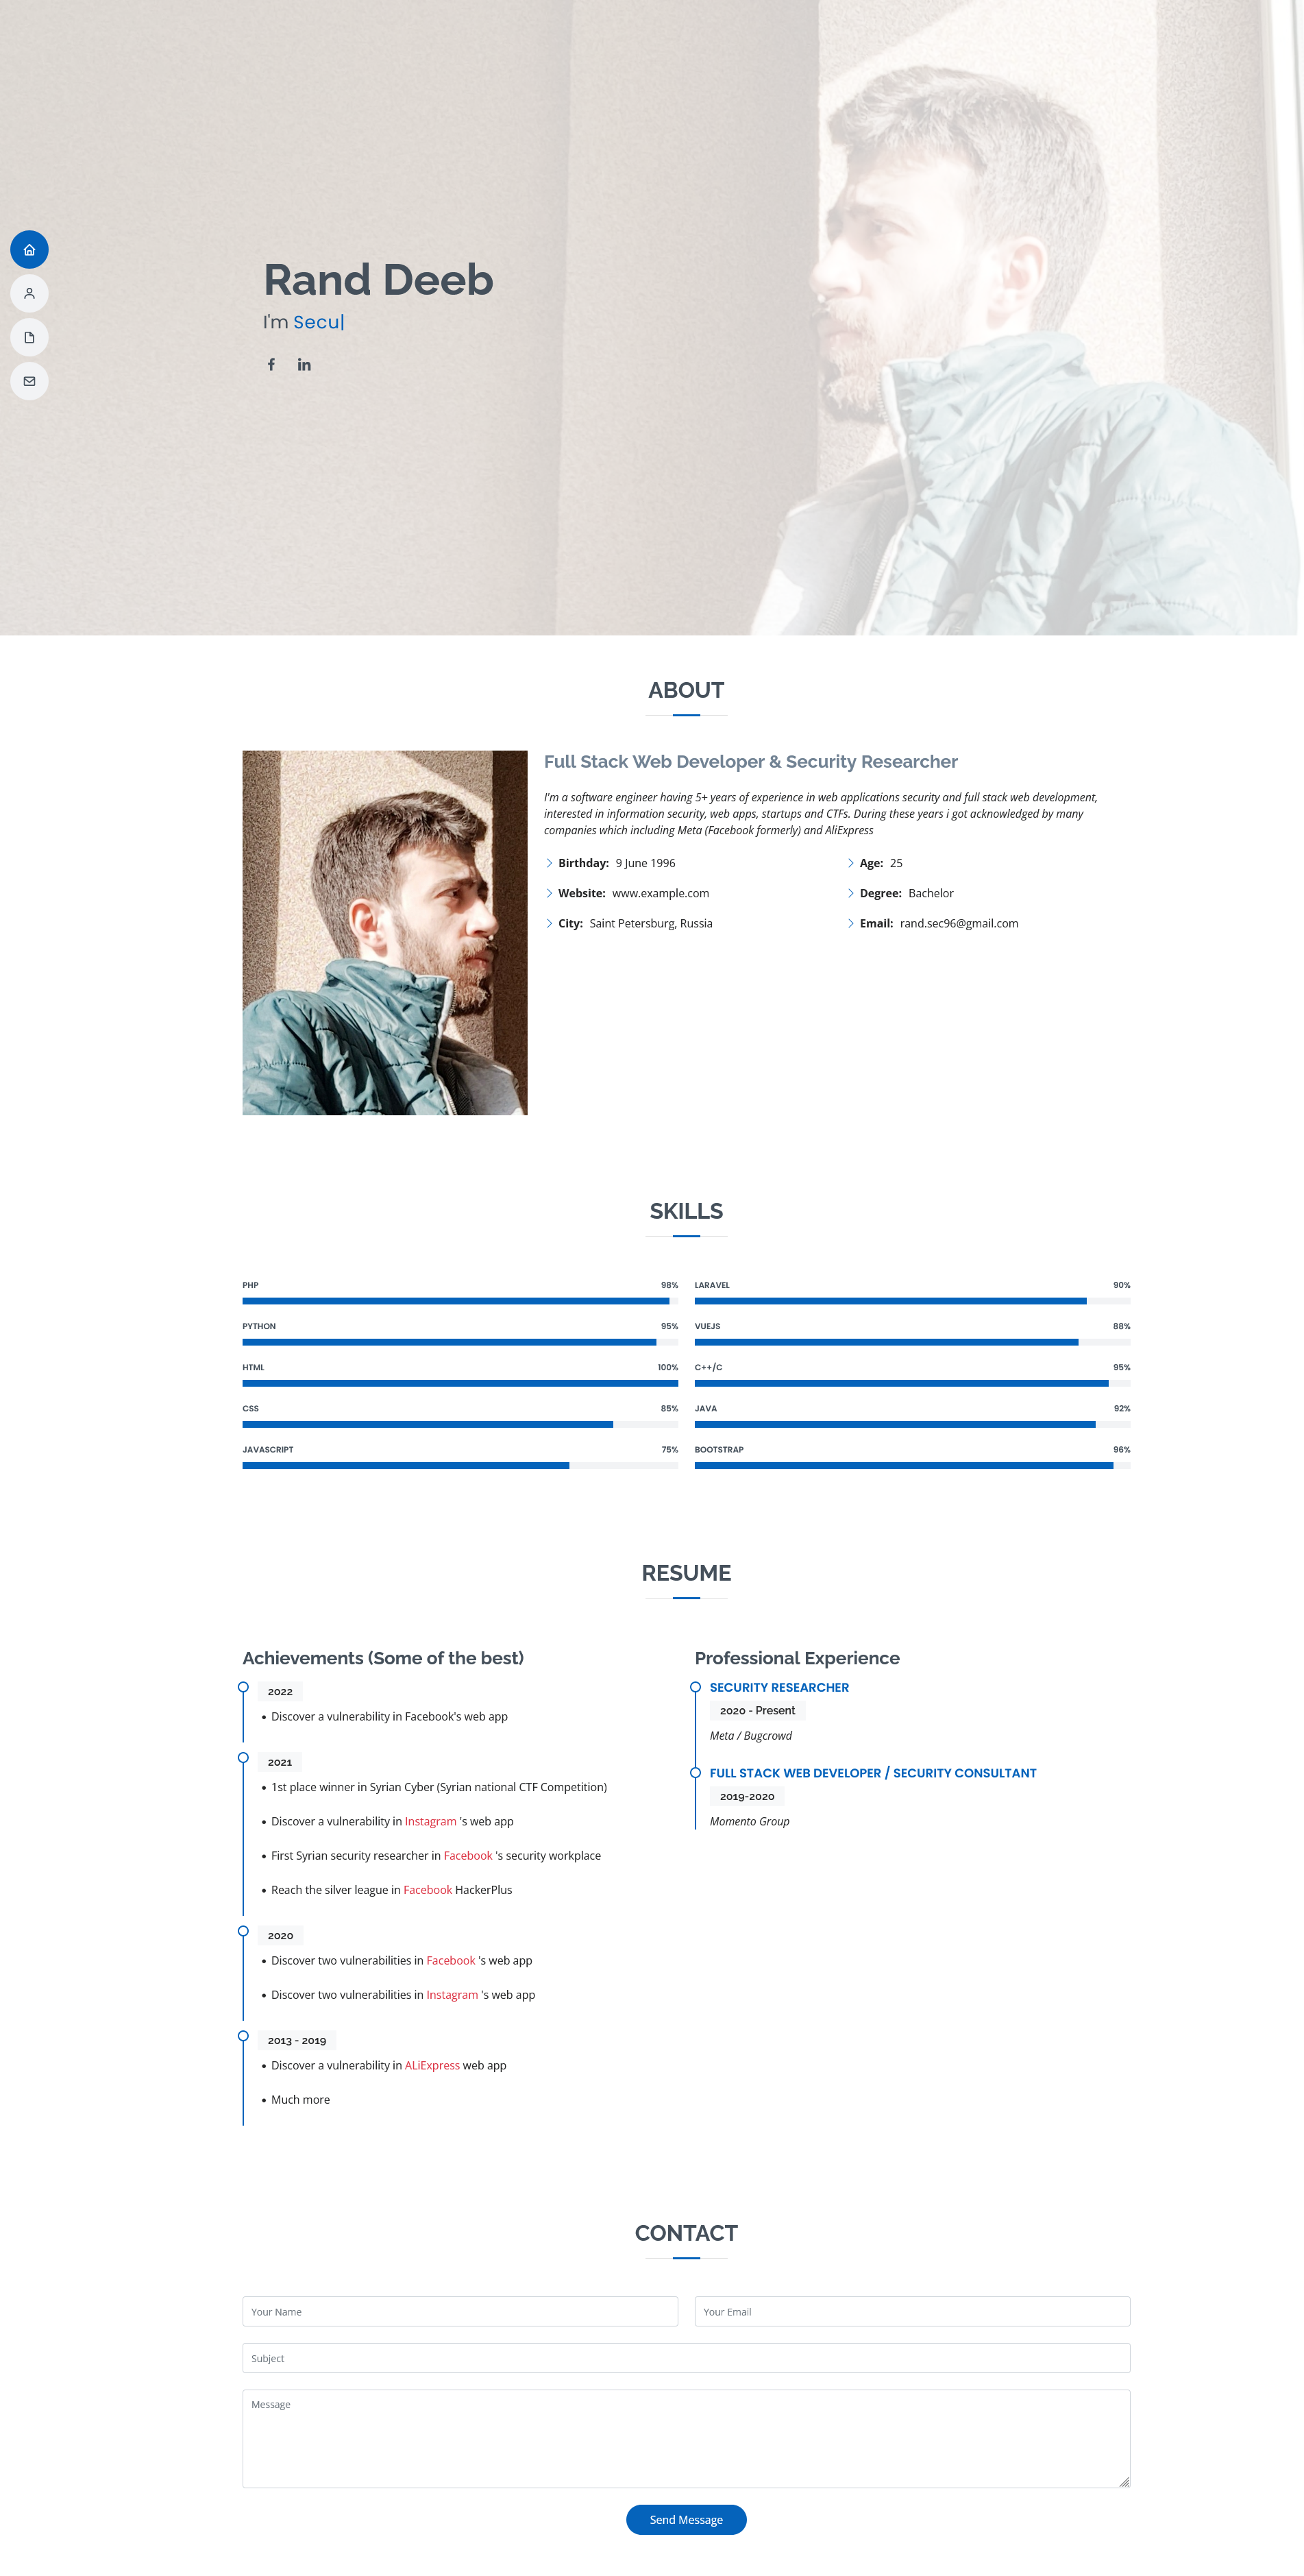 Rand Deeb
I'm Secu|
ABOUT
Full Stack Web Developer & Security Researcher
I'm a software engineer having 5+ years of experience in web applications security and full stack web development,
interested in information security, web apps, startups and CTFs. During these years i got acknowledged by many
companies which including Meta (Facebook formerly) and AliExpress
Birthday: 9 June 1996
Age: 25
Website: www.example.com
Degree: Bachelor
City: Saint Petersburg, Russia
Email: rand.sec96@gmail.com
SKILLS
PHP 98%
LARAVEL 90%
PYTHON 95%
VUEJS 88%
HTML 100%
C++/C 95%
CSS 85%
JAVA 92%
JAVASCRIPT 75%
BOOTSTRAP 96%
RESUME
Achievements (Some of the best)
2022
Discover a vulnerability in Facebook's web app
2021
1st place winner in Syrian Cyber (Syrian national CTF Competition)
Discover a vulnerability in Instagram 's web app
First Syrian security researcher in Facebook 's security workplace
Reach the silver league in Facebook HackerPlus
2020
Discover two vulnerabilities in Facebook 's web app
Discover two vulnerabilities in Instagram 's web app
2013 - 2019
Discover a vulnerability in ALiExpress web app
Much more
Professional Experience
SECURITY RESEARCHER
2020 - Present
Meta / Bugcrowd
FULL STACK WEB DEVELOPER / SECURITY CONSULTANT
2019-2020
Momento Group
CONTACT
Your Name
Your Email
Subject
Message
Send Message